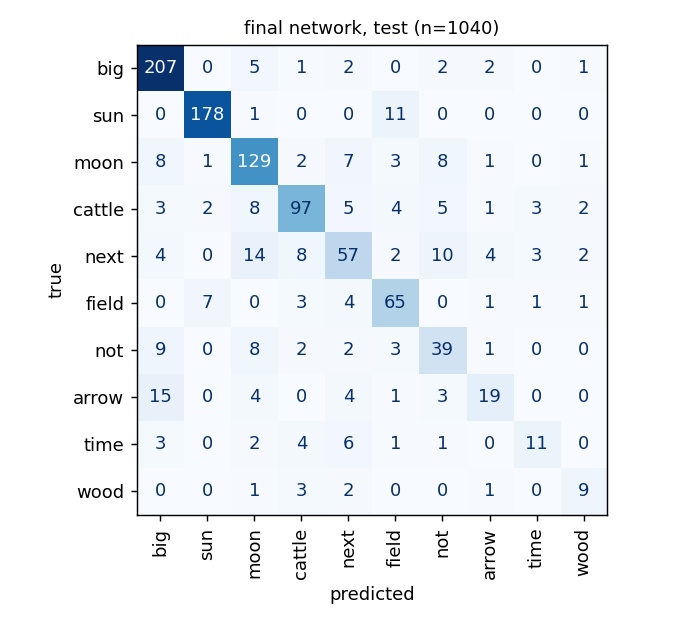 final network, test (n=1040)
big 207 0 5 1 2 0 2 2 0 1
sun 0 178 1 0 0 11 0 0 0 0
moon 8 1 129 2 7 3 8 1 0 1
cattle 3 2 8 97 5 4 5 1 3 2
next 4 0 14 8 57 2 10 4 3 2
field 0 7 0 3 4 65 0 1 1 1
not 9 0 8 2 2 3 39 1 0 0
arrow 15 0 4 0 4 1 3 19 0 0
time 3 0 2 4 6 1 1 0 11 0
wood 0 0 1 3 2 0 0 1 0 9
true
big sun moon cattle next field not arrow time wood
predicted